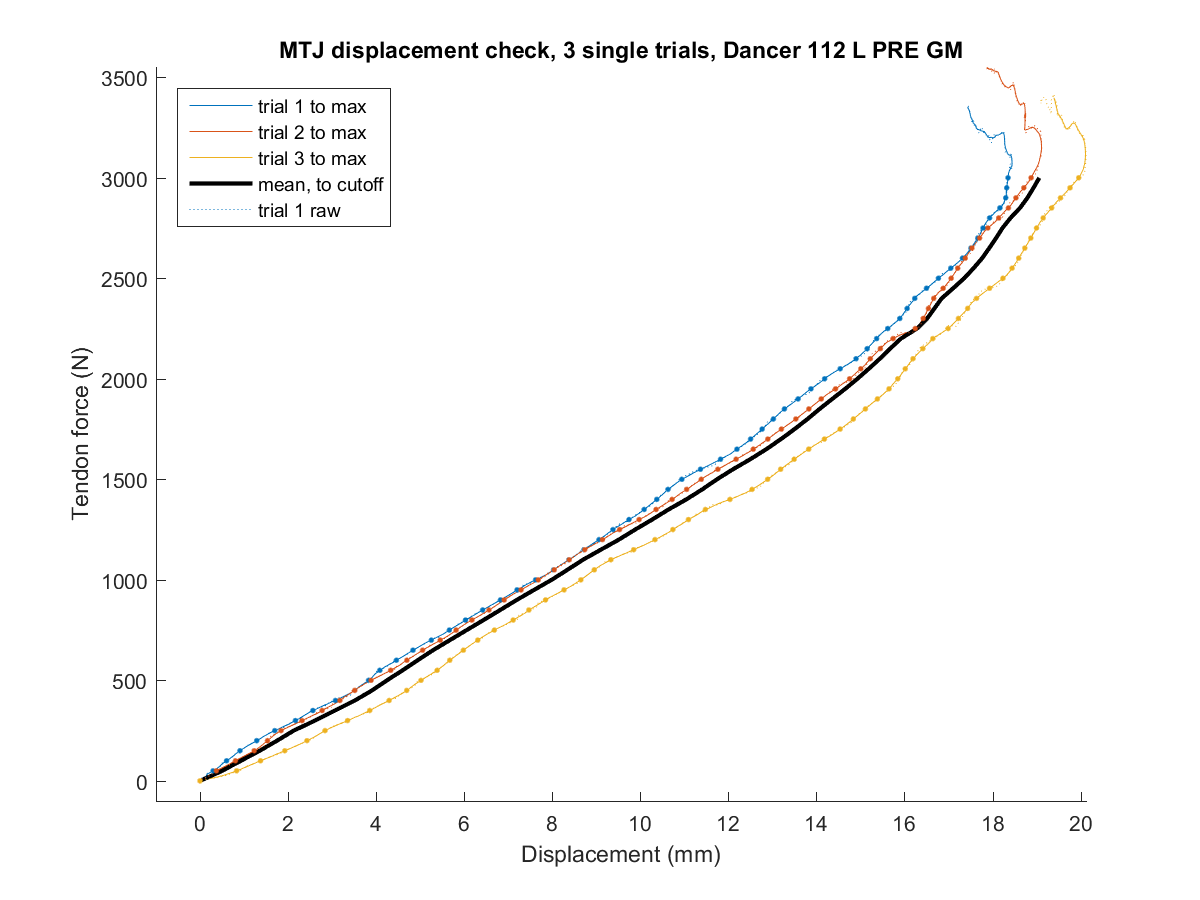 MTJ displacement check, 3 single trials, Dancer 112 L PRE GM
trial 1 to max
trial 2 to max
trial 3 to max
mean, to cutoff
trial 1 raw
3500
3000
2500
2000
1500
1000
500
0
Tendon force (N)
0 2 4 6 8 10 12 14 16 18 20
Displacement (mm)